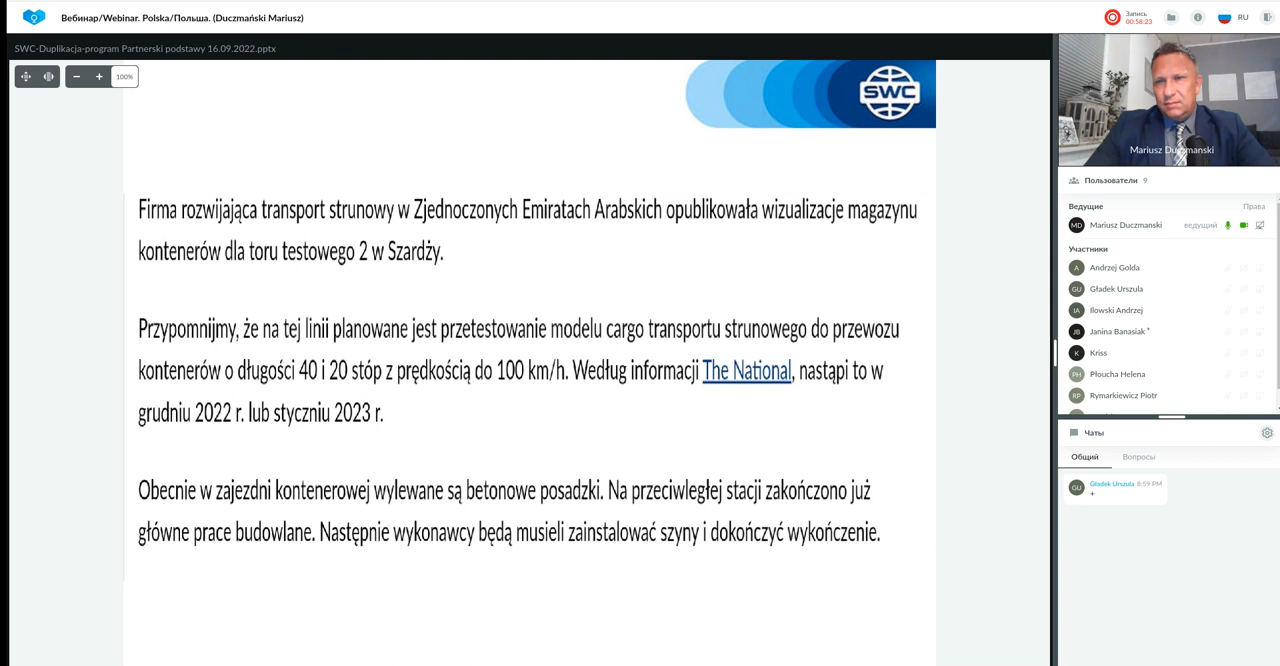 Вебинар/Webinar. Polska/Польша. (Duczmański Mariusz)
Запись
00:58:23
RU
SWC-Duplikacja-program Partnerski podstawy 16.09.2022.pptx
100%
SWC
Firma rozwijająca transport strunowy w Zjednoczonych Emiratach Arabskich opublikowała wizualizacje magazynu
kontenerów dla toru testowego 2 w Szardży.
Przypomnijmy, że na tej linii planowane jest przetestowanie modelu cargo transportu strunowego do przewozu
kontenerów o długości 40 i 20 stóp z prędkością do 100 km/h. Według informacji The National, nastąpi to w
grudniu 2022 r. lub styczniu 2023 r.
Obecnie w zajezdni kontenerowej wylewane są betonowe posadzki. Na przeciwległej stacji zakończono już
główne prace budowlane. Następnie wykonawcy będą musieli zainstalować szyny i dokończyć wykończenie.
Mariusz Duczmanski
Пользователи 9
Ведущие Права
MD Mariusz Duczmanski ведущий
Участники
A Andrzej Golda
GU Gładek Urszula
IA Ilowski Andrzej
JB Janina Banasiak *
K Kriss
PH Płoucha Helena
RP Rymarkiewicz Piotr
Чаты
Общий Вопросы
GU Gładek Urszula 8:59 PM
+